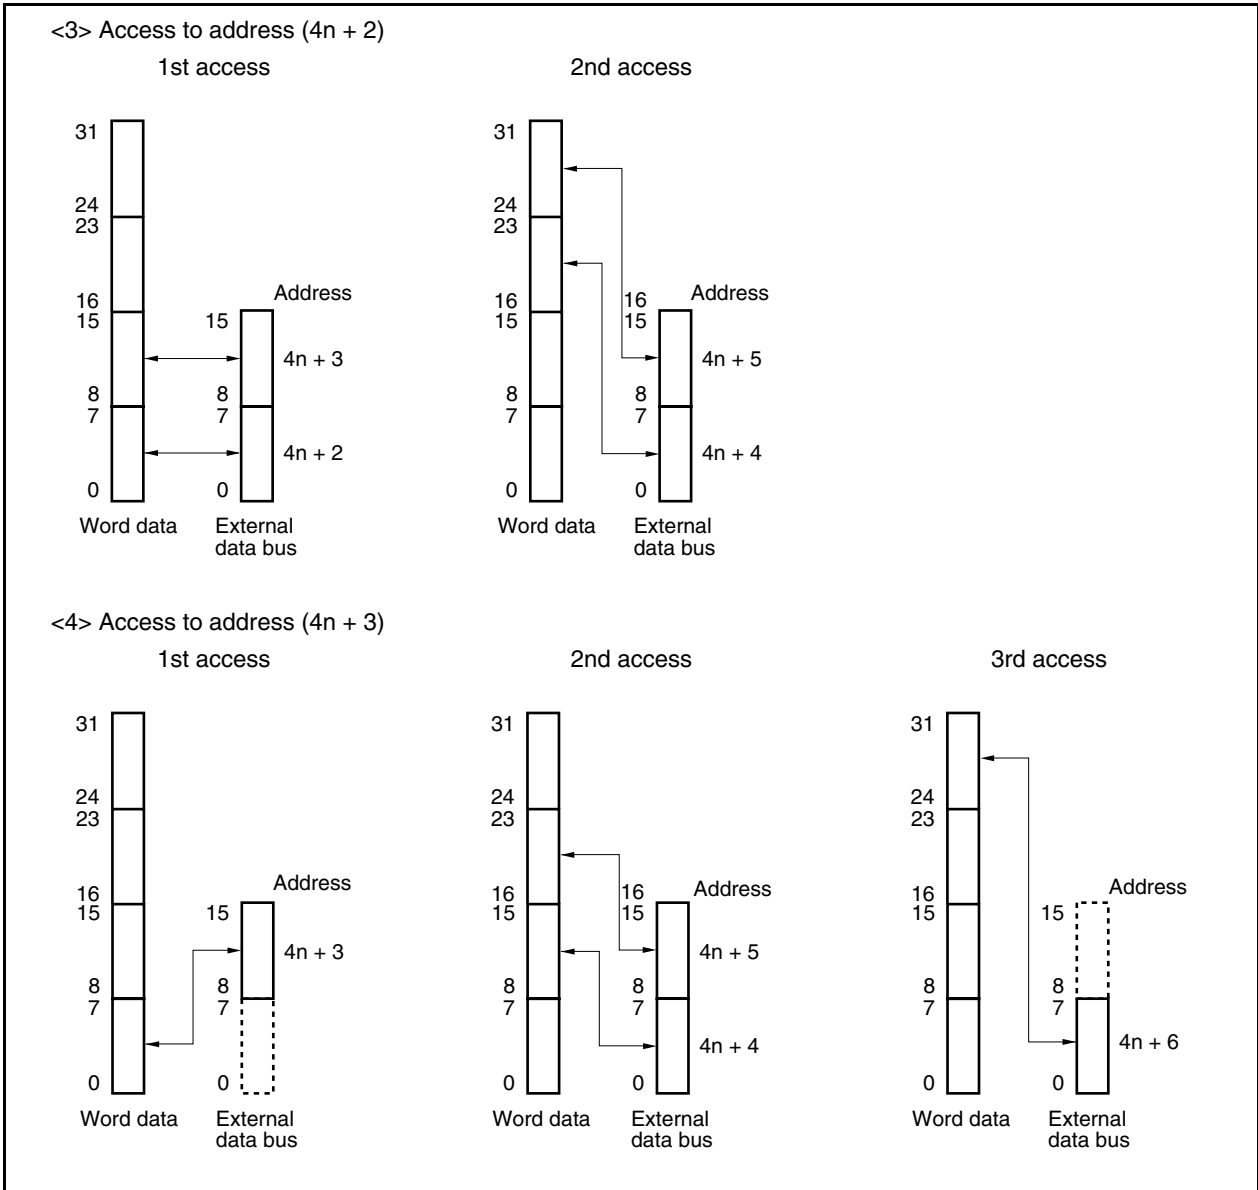 <3> Access to address (4n + 2)
1st access
2nd access
31
24
23
16
15
8
7
0
Address
15
8
7
0
4n + 3
4n + 2
Word data
External
data bus
31
24
23
16
15
8
7
0
Address
16
15
8
7
0
4n + 5
4n + 4
Word data
External
data bus
<4> Access to address (4n + 3)
1st access
2nd access
3rd access
31
24
23
16
15
8
7
0
Address
15
8
7
0
4n + 3
Word data
External
data bus
31
24
23
16
15
8
7
0
Address
16
15
8
7
0
4n + 5
4n + 4
Word data
External
data bus
31
24
23
16
15
8
7
0
Address
15
8
7
0
4n + 6
Word data
External
data bus